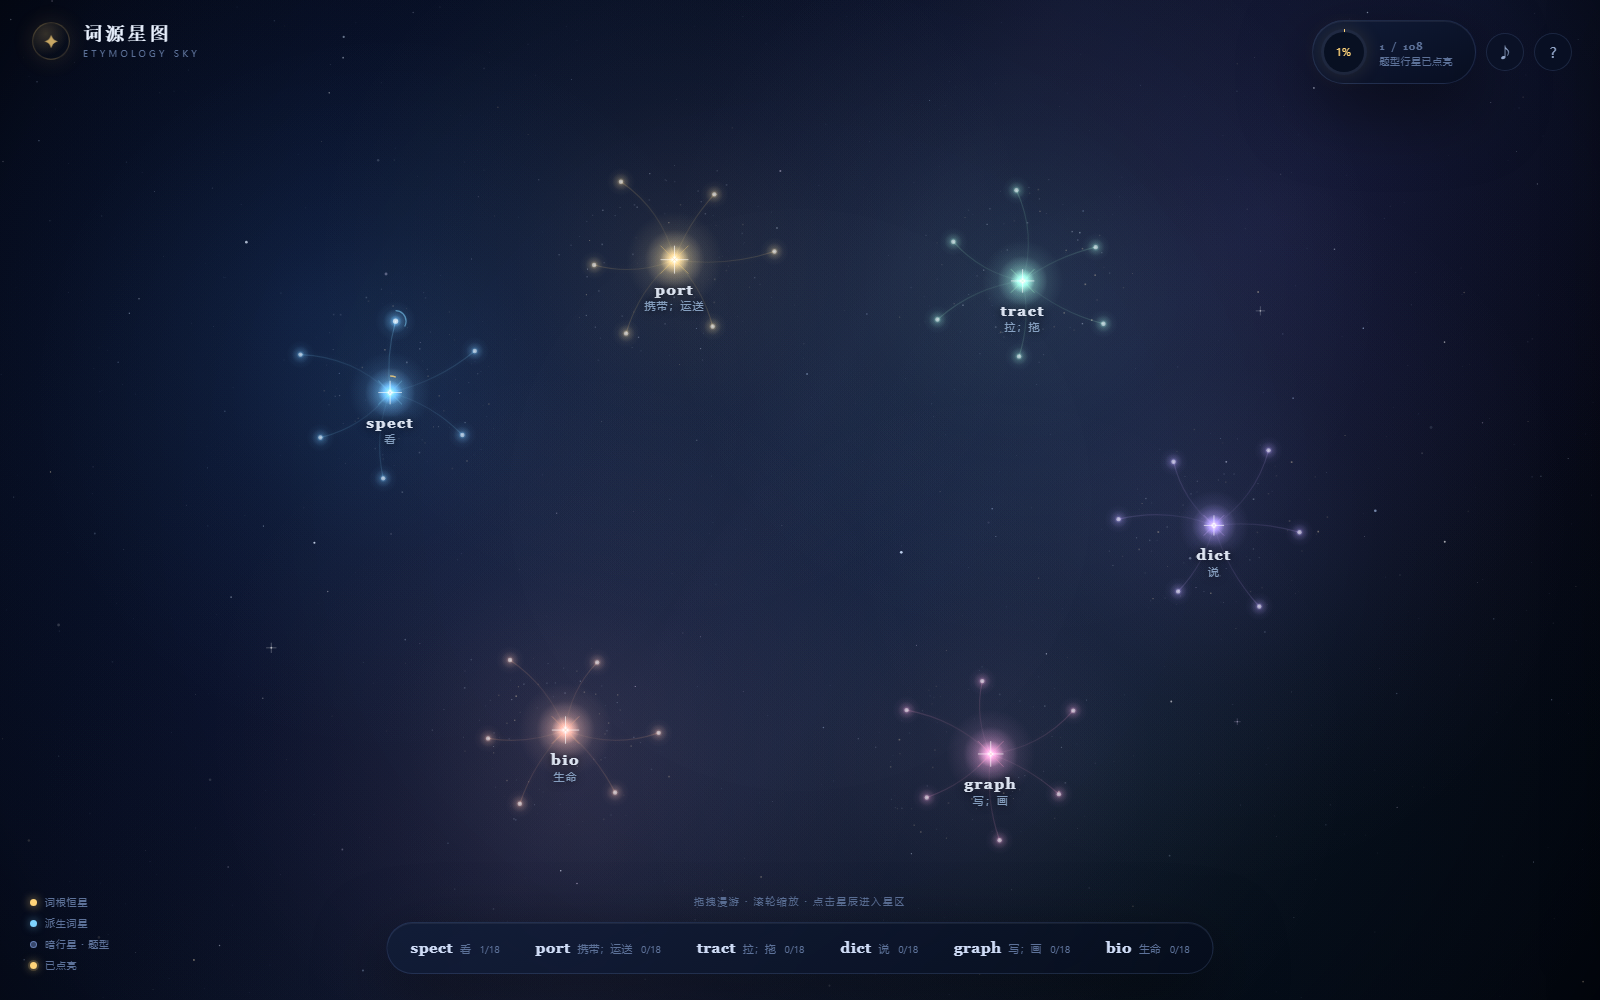 词源星图
ETYMOLOGY SKY
1%
1 / 108
题型行星已点亮
?
port
携带；运送
tract
拉；拖
spect
看
dict
说
bio
生命
graph
写；画
词根恒星
派生词星
暗行星 · 题型
已点亮
拖拽漫游 · 滚轮缩放 · 点击星辰进入星区
spect 看 1/18 port 携带；运送 0/18 tract 拉；拖 0/18 dict 说 0/18 graph 写；画 0/18 bio 生命 0/18